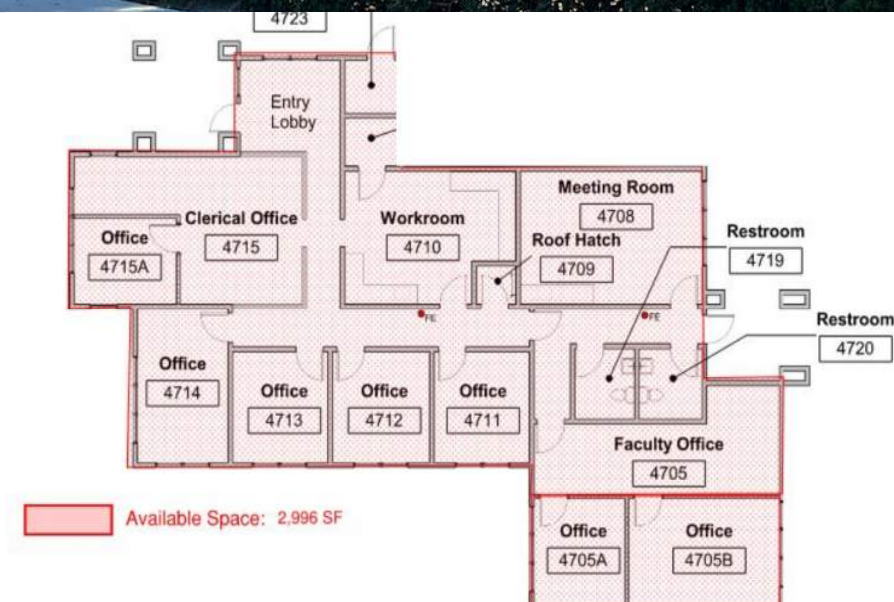 4723
Entry
Lobby
Clerical Office
4715
Office
4715A
Workroom
4710
Meeting Room
4708
Roof Hatch
4709
Restroom
4719
Restroom
4720
FE
FE
Office
4714
Office
4713
Office
4712
Office
4711
Faculty Office
4705
Office
4705A
Office
4705B
Available Space: 2,996 SF